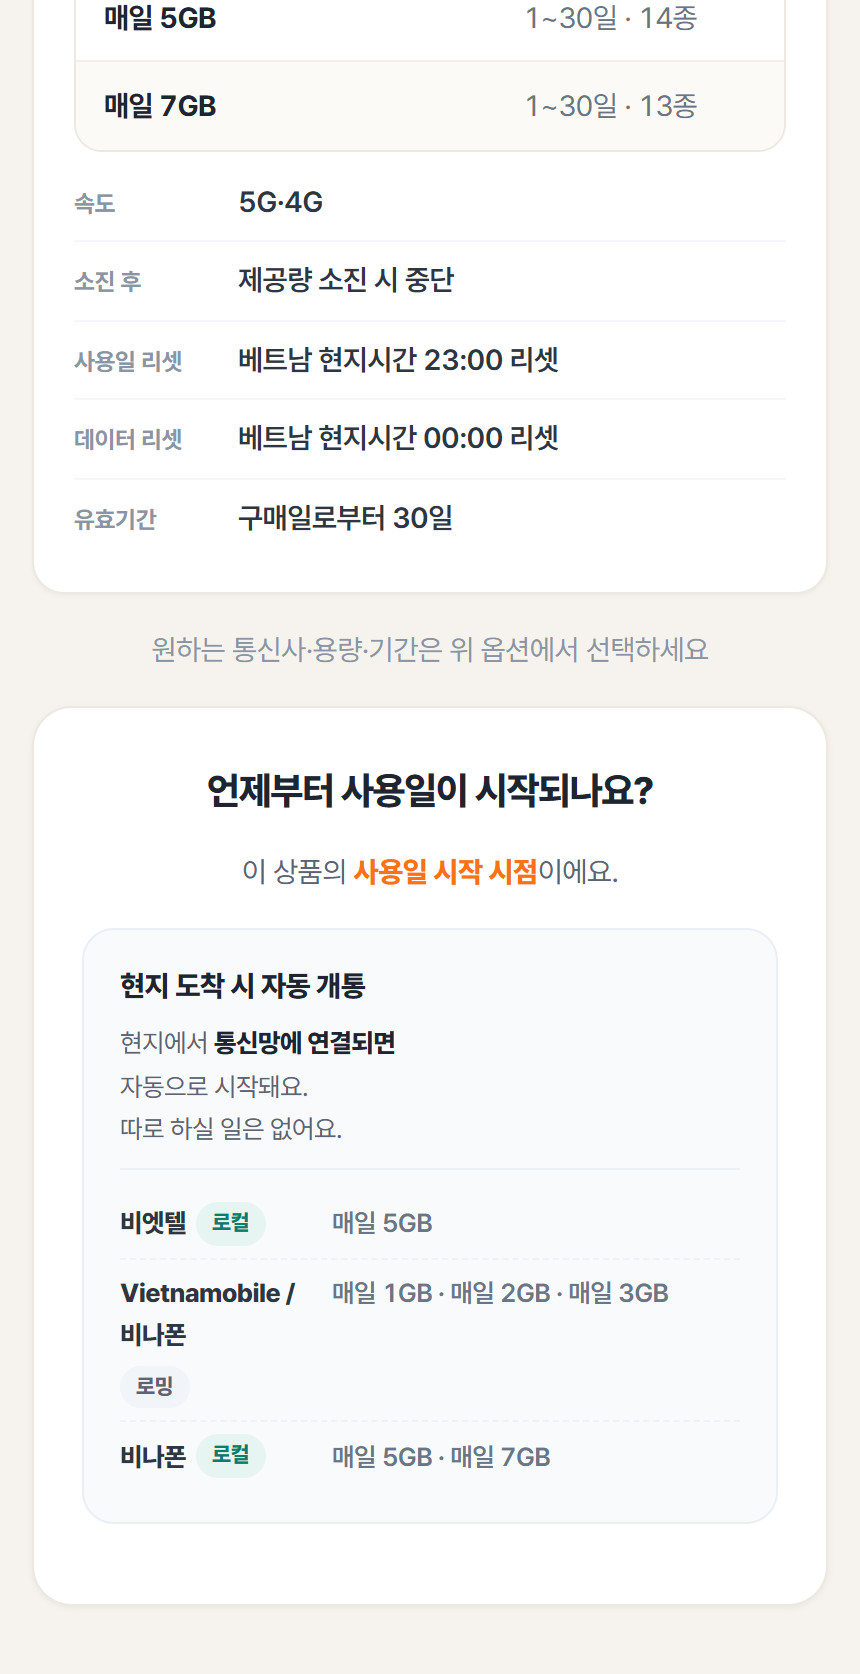 매일 5GB 1~30일 · 14종
매일 7GB 1~30일 · 13종
속도 5G·4G
소진 후 제공량 소진 시 중단
사용일 리셋 베트남 현지시간 23:00 리셋
데이터 리셋 베트남 현지시간 00:00 리셋
유효기간 구매일로부터 30일
원하는 통신사·용량·기간은 위 옵션에서 선택하세요
언제부터 사용일이 시작되나요?
이 상품의 사용일 시작 시점이에요.
현지 도착 시 자동 개통
현지에서 통신망에 연결되면
자동으로 시작돼요.
따로 하실 일은 없어요.
비엣텔 로컬 매일 5GB
Vietnamobile / 매일 1GB · 매일 2GB · 매일 3GB
비나폰
로밍
비나폰 로컬 매일 5GB · 매일 7GB